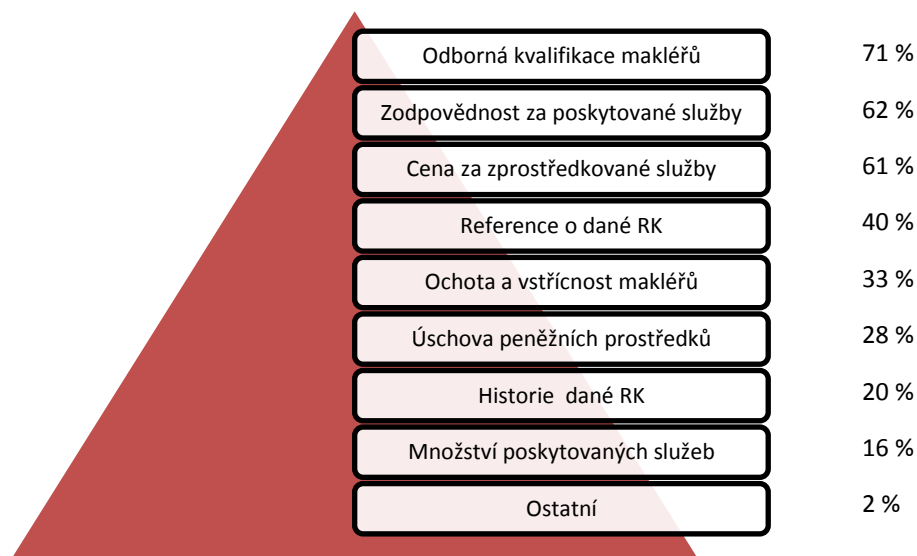 Odborná kvalifikace makléřů 71 %
Zodpovědnost za poskytované služby 62 %
Cena za zprostředkované služby 61 %
Reference o dané RK 40 %
Ochota a vstřícnost makléřů 33 %
Úschova peněžních prostředků 28 %
Historie  dané RK 20 %
Množství poskytovaných služeb 16 %
Ostatní 2 %